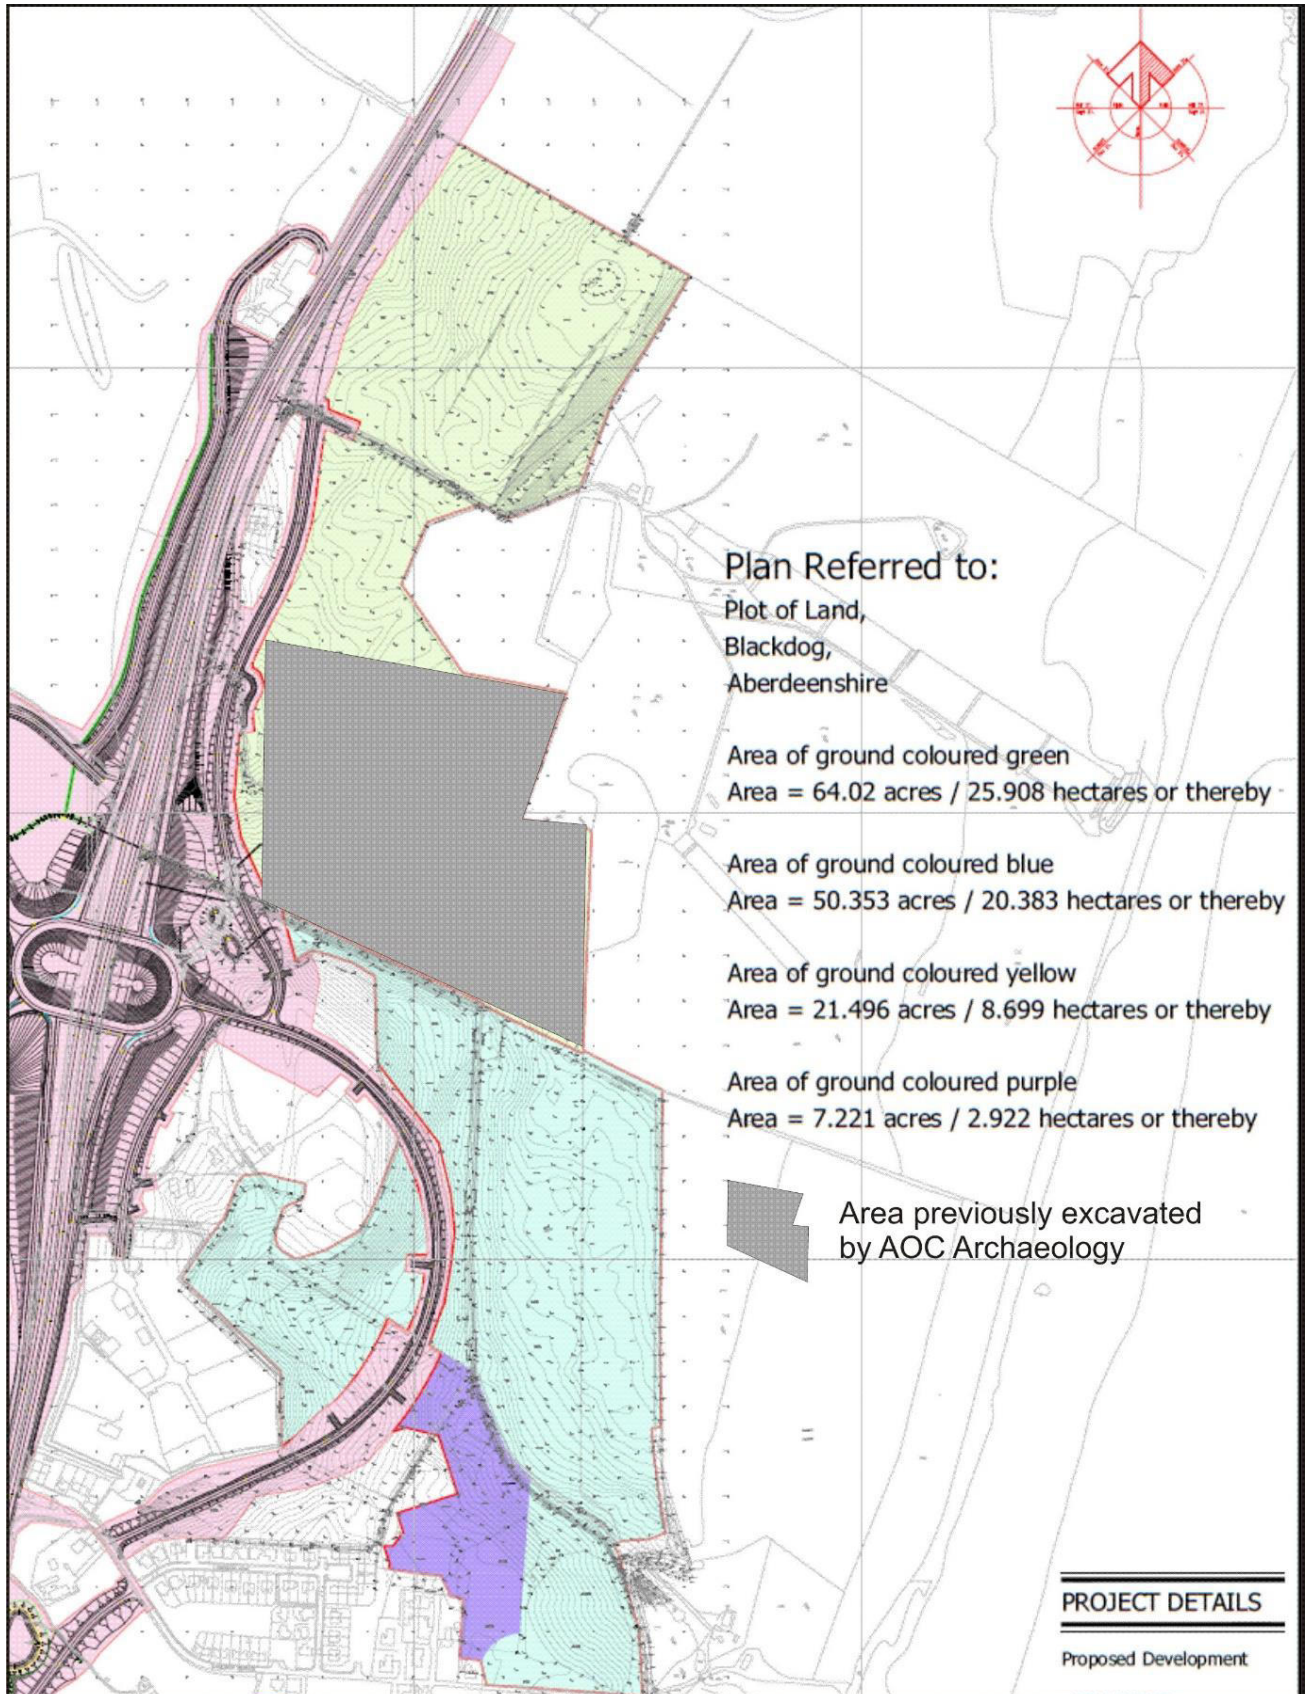 Plan Referred to:
Plot of Land,
Blackdog,
Aberdeenshire
Area of ground coloured green
Area = 64.02 acres / 25.908 hectares or thereby
Area of ground coloured blue
Area = 50.353 acres / 20.383 hectares or thereby
Area of ground coloured yellow
Area = 21.496 acres / 8.699 hectares or thereby
Area of ground coloured purple
Area = 7.221 acres / 2.922 hectares or thereby
Area previously excavated
by AOC Archaeology
PROJECT DETAILS
Proposed Development